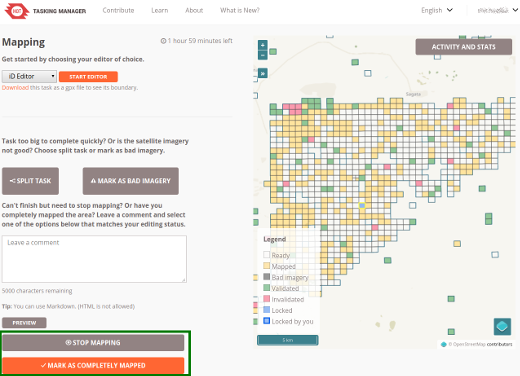 HOT TASKING MANAGER Contribute Learn About What is New? English
Mapping
1 hour 59 minutes left
Get started by choosing your editor of choice.
iD Editor START EDITOR
Download this task as a gpx file to see its boundary.
Task too big to complete quickly? Or is the satellite imagery
not good? Choose split task or mark as bad imagery.
SPLIT TASK MARK AS BAD IMAGERY
Can't finish but need to stop mapping? Or have you
completely mapped the area? Leave a comment and select
one of the options below that matches your editing status.
Leave a comment
5000 characters remaining
Tip: You can use Markdown. (HTML is not allowed)
PREVIEW
STOP MAPPING
MARK AS COMPLETELY MAPPED
ACTIVITY AND STATS
+
−
»
Legend
Ready
Mapped
Bad imagery
Validated
Invalidated
Locked
Locked by you
© OpenStreetMap contributors